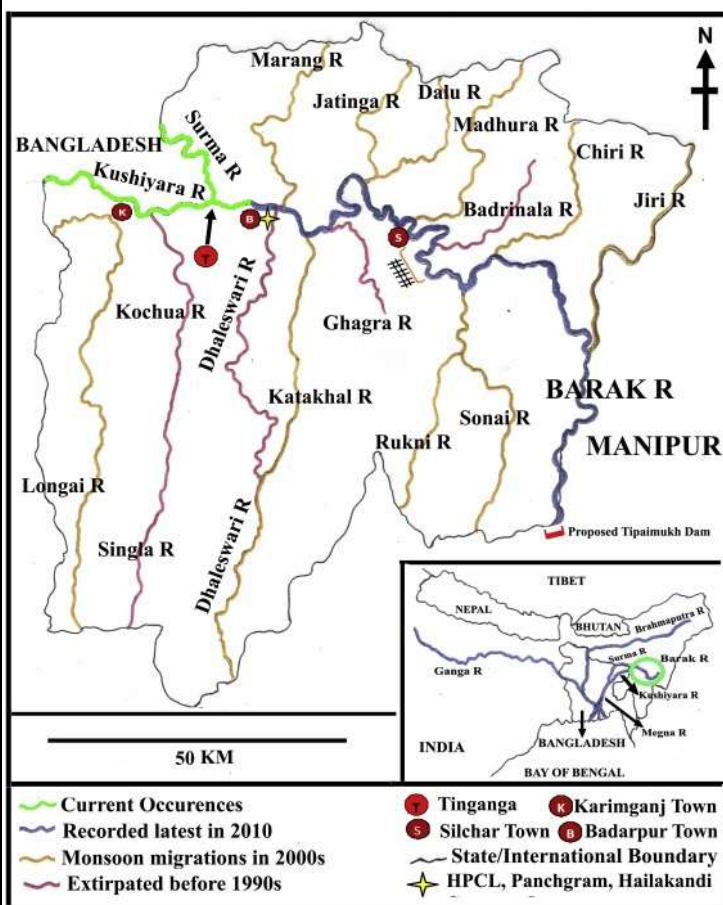 N
Marang R
Jatinga R
Dalu R
Madhura R
Surma R
BANGLADESH
Kushiyara R
Chiri R
Jiri R
Badrinala R
K
B
S
T
Kochua R
Dhaleswari R
Ghagra R
Katakhal R
BARAK R
Rukni R
Sonai R
MANIPUR
Longai R
Singla R
Dhaleswari R
Proposed Tipaimukh Dam
TIBET
NEPAL
BHUTAN
Brahmaputra R
Surma R
Barak R
Ganga R
Kushiyara R
Megna R
INDIA
BANGLADESH
BAY OF BENGAL
50 KM
Current Occurences
Recorded latest in 2010
Monsoon migrations in 2000s
Extirpated before 1990s
T Tinganga
K Karimganj Town
S Silchar Town
B Badarpur Town
State/International Boundary
HPCL, Panchgram, Hailakandi